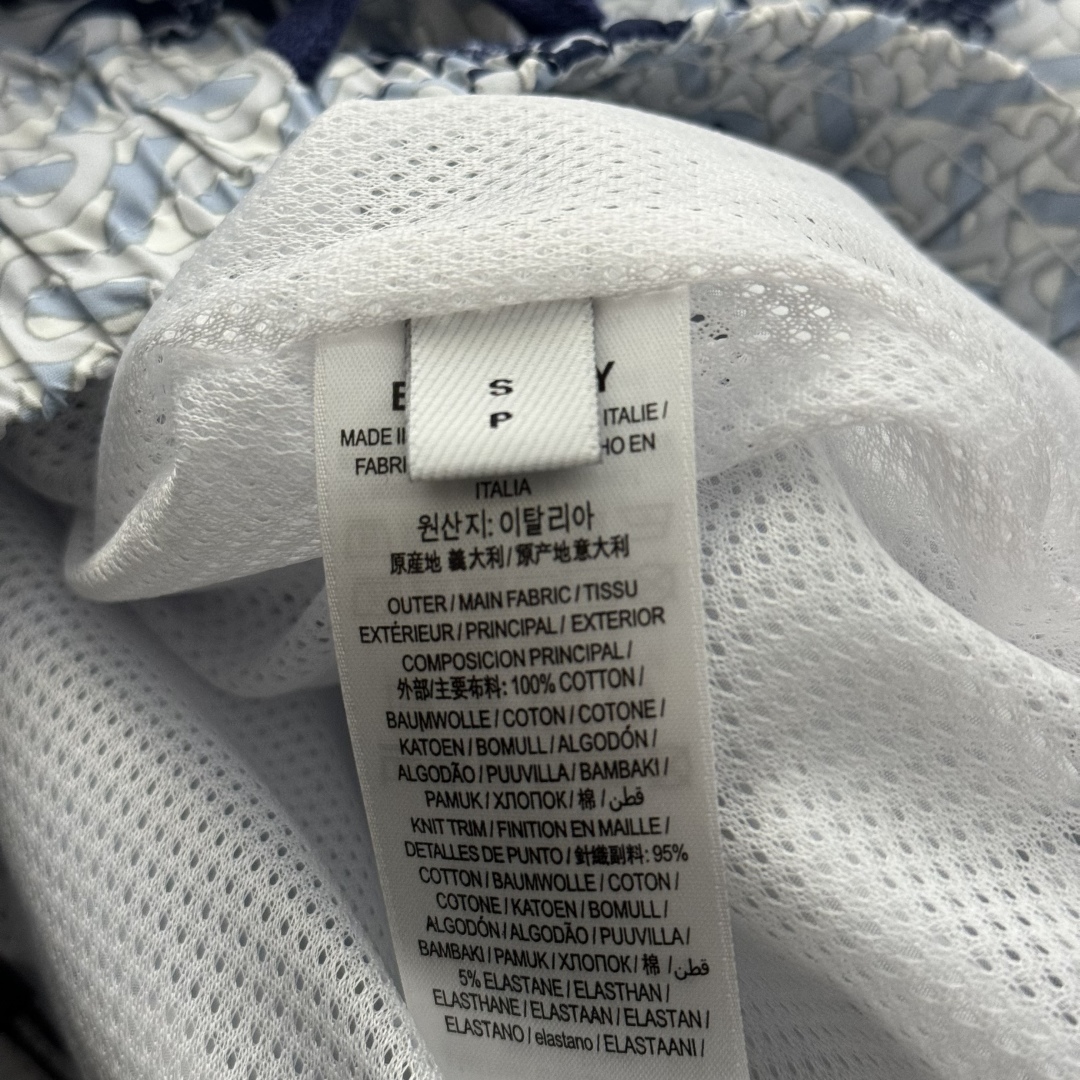 S
P
MADE
ITALIE /
EN
ITALIA
원산지: 이탈리아
原産地 義大利 / 原产地意大利
OUTER / MAIN FABRIC / TISSU
EXTÉRIEUR / PRINCIPAL / EXTERIOR
COMPOSICION PRINCIPAL /
外部/主要布料: 100% COTTON /
BAUMWOLLE / COTON / COTONE /
KATOEN / BOMULL / ALGODÓN /
ALGODÃO / PUUVILLA / BAMBAKI /
PAMUK / ХЛОПОК / 棉 / قطن
KNIT TRIM / FINITION EN MAILLE /
DETALLES DE PUNTO / 針織副料: 95%
COTTON / BAUMWOLLE / COTON /
COTONE / KATOEN / BOMULL /
ALGODÓN / ALGODÃO / PUUVILLA /
BAMBAKI / PAMUK / ХЛОПОК / 棉 / قطن
5% ELASTANE / ELASTHAN /
ELASTHANE / ELASTAAN / ELASTAN /
ELASTANO / elastano / ELASTAANI /